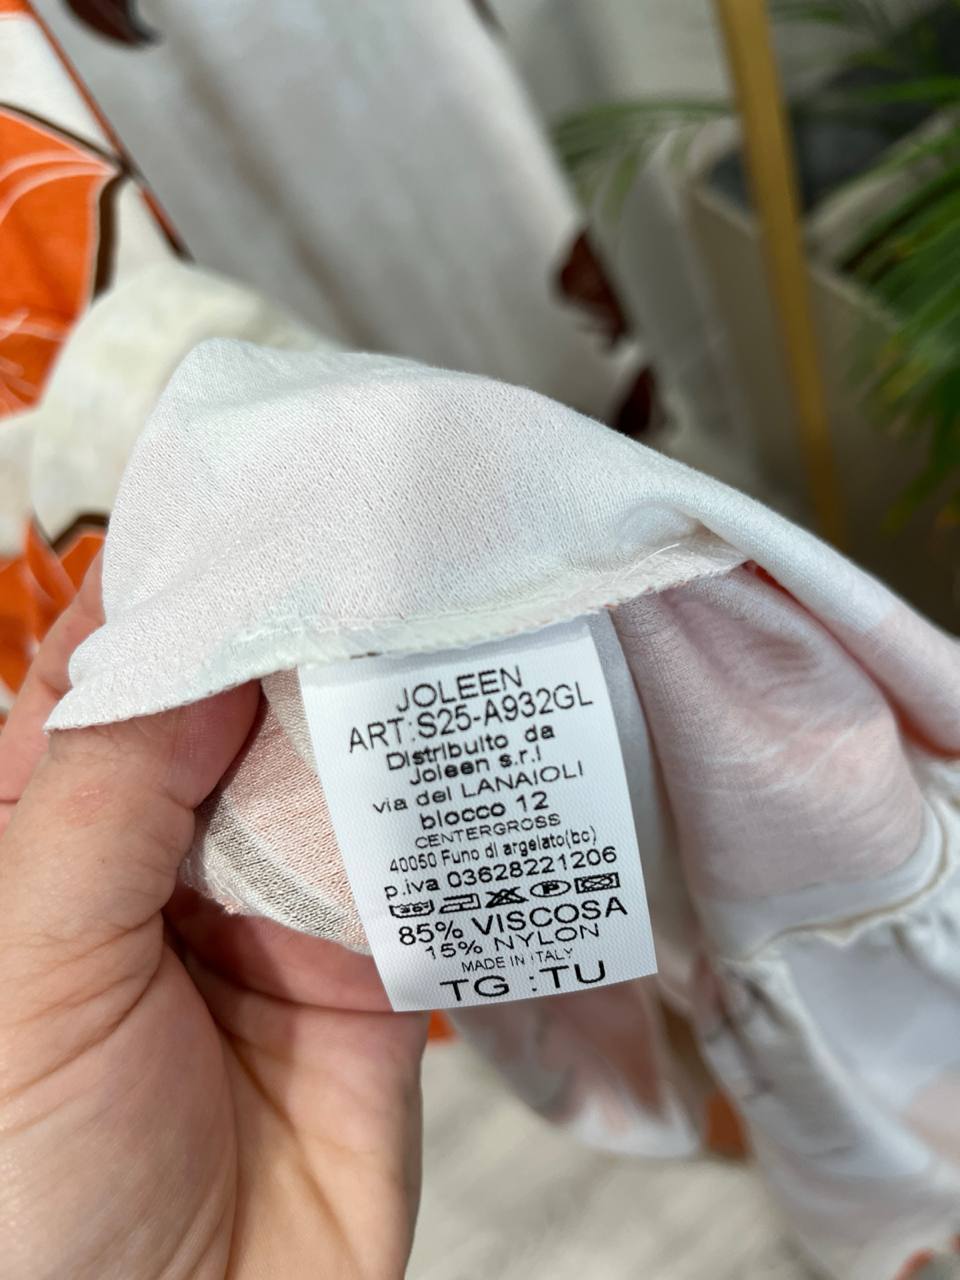 JOLEEN
ART:S25-A932GL
Distribuito da
Joleen s.r.l
via dei LANAIOLI
blocco 12
CENTERGROSS
40050 Funo di argelato(bo)
p.iva 03628221206
85% VISCOSA
15% NYLON
MADE IN ITALY
TG :TU